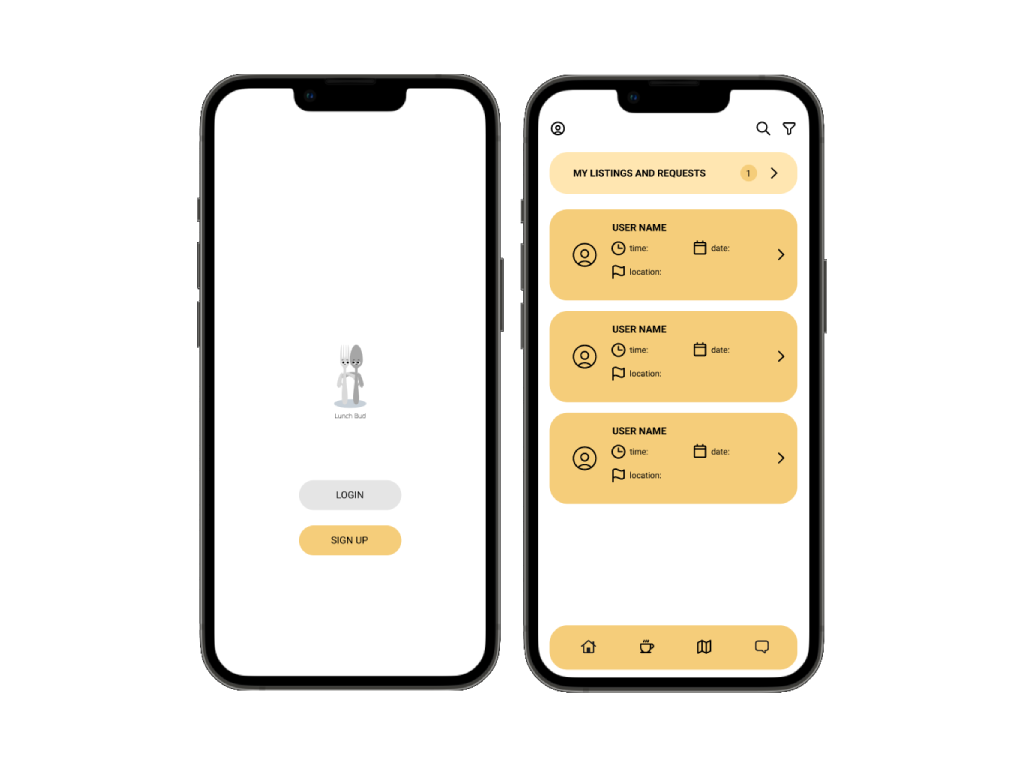 Lunch Bud
LOGIN
SIGN UP
MY LISTINGS AND REQUESTS 1
USER NAME
time: date:
location:
USER NAME
time: date:
location:
USER NAME
time: date:
location: